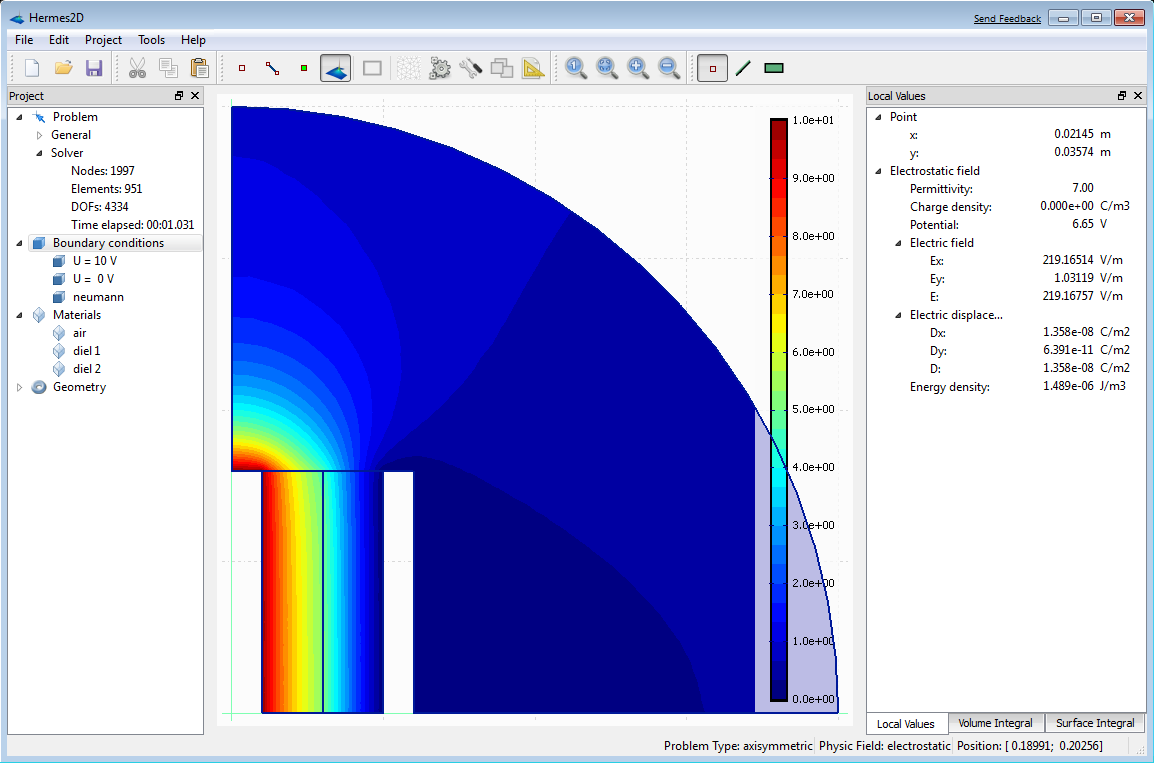 Hermes2D
Send Feedback
File Edit Project Tools Help
Project
Problem
General
Solver
Nodes: 1997
Elements: 951
DOFs: 4334
Time elapsed: 00:01.031
Boundary conditions
U = 10 V
U = 0 V
neumann
Materials
air
diel 1
diel 2
Geometry
1.0e+01
9.0e+00
8.0e+00
7.0e+00
6.0e+00
5.0e+00
4.0e+00
3.0e+00
2.0e+00
1.0e+00
0.0e+00
Local Values
Point
x: 0.02145 m
y: 0.03574 m
Electrostatic field
Permittivity: 7.00
Charge density: 0.000e+00 C/m3
Potential: 6.65 V
Electric field
Ex: 219.16514 V/m
Ey: 1.03119 V/m
E: 219.16757 V/m
Electric displace...
Dx: 1.358e-08 C/m2
Dy: 6.391e-11 C/m2
D: 1.358e-08 C/m2
Energy density: 1.489e-06 J/m3
Local Values Volume Integral Surface Integral
Problem Type: axisymmetric Physic Field: electrostatic Position: [ 0.18991; 0.20256]